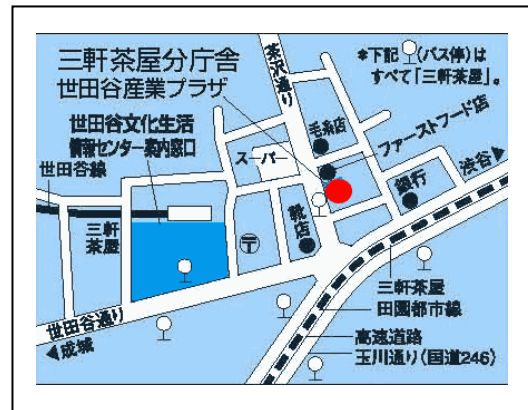 三軒茶屋分庁舎
世田谷産業プラザ
茶沢通り
*下記 (バス停)は
すべて「三軒茶屋」。
世田谷文化生活
情報センター案内窓口
世田谷線
スーパー
毛糸店
ファーストフード店
渋谷
銀行
三軒
茶屋
〒
靴店
三軒茶屋
田園都市線
世田谷通り
成城
高速道路
玉川通り(国道246)